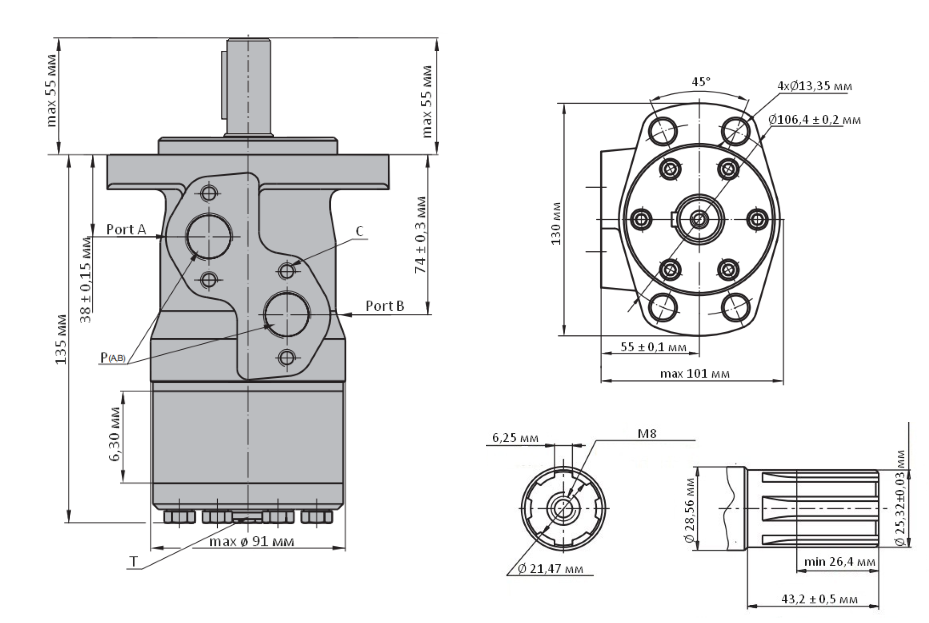 max 55 мм
max 55 мм
Port A
38 ± 0,15 мм
135 мм
C
74 ± 0,3 мм
Port B
P(A,B)
6,30 мм
max ø 91 мм
T
45°
4xØ13,35 мм
Ø106,4 ± 0,2 мм
130 мм
55 ± 0,1 мм
max 101 мм
6,25 мм
M8
Ø 21,47 мм
Ø 28,56 мм
Ø 25,32±0,03 мм
min 26,4 мм
43,2 ± 0,5 мм